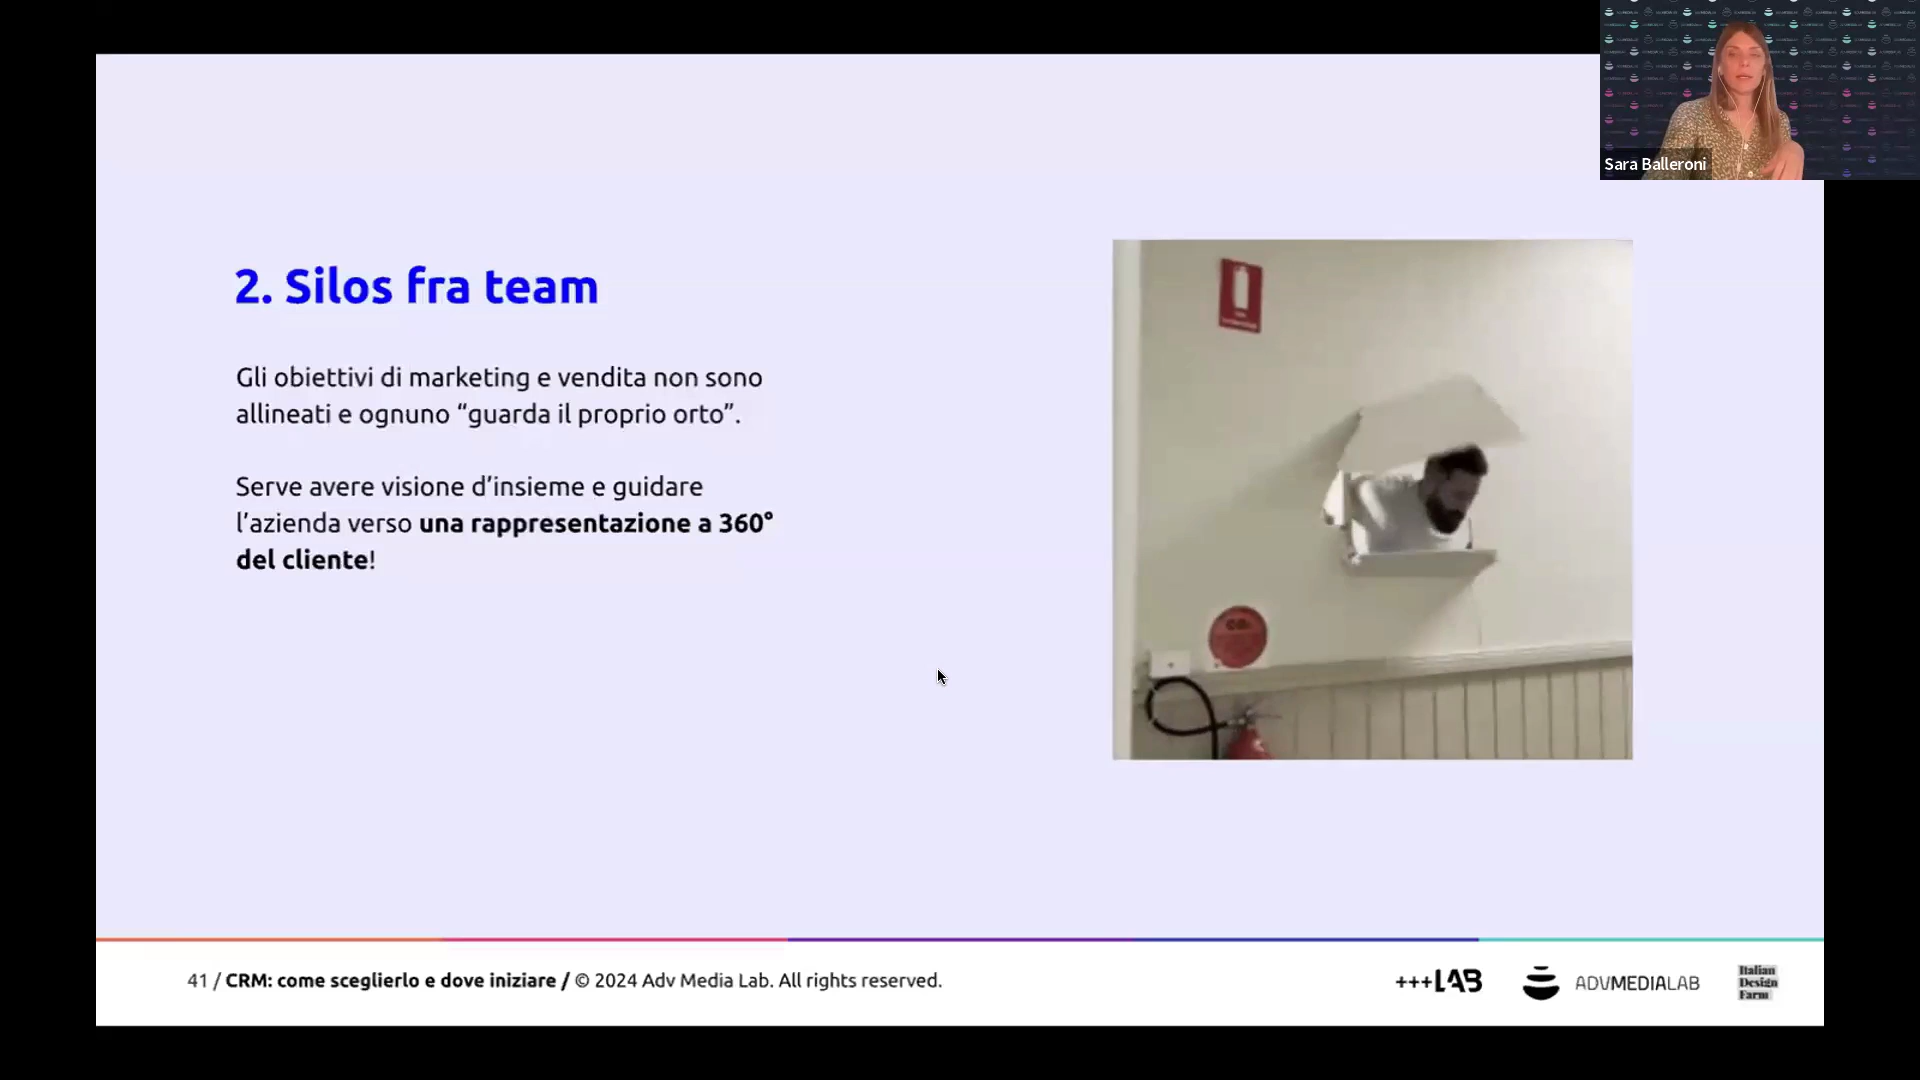 Sara Balleroni
2. Silos fra team
Gli obiettivi di marketing e vendita non sono
allineati e ognuno “guarda il proprio orto”.
Serve avere visione d’insieme e guidare
l’azienda verso una rappresentazione a 360°
del cliente!
41 / CRM: come sceglierlo e dove iniziare / © 2024 Adv Media Lab. All rights reserved.
+++LAB
ADVMEDIALAB
Italian
Design
Farm